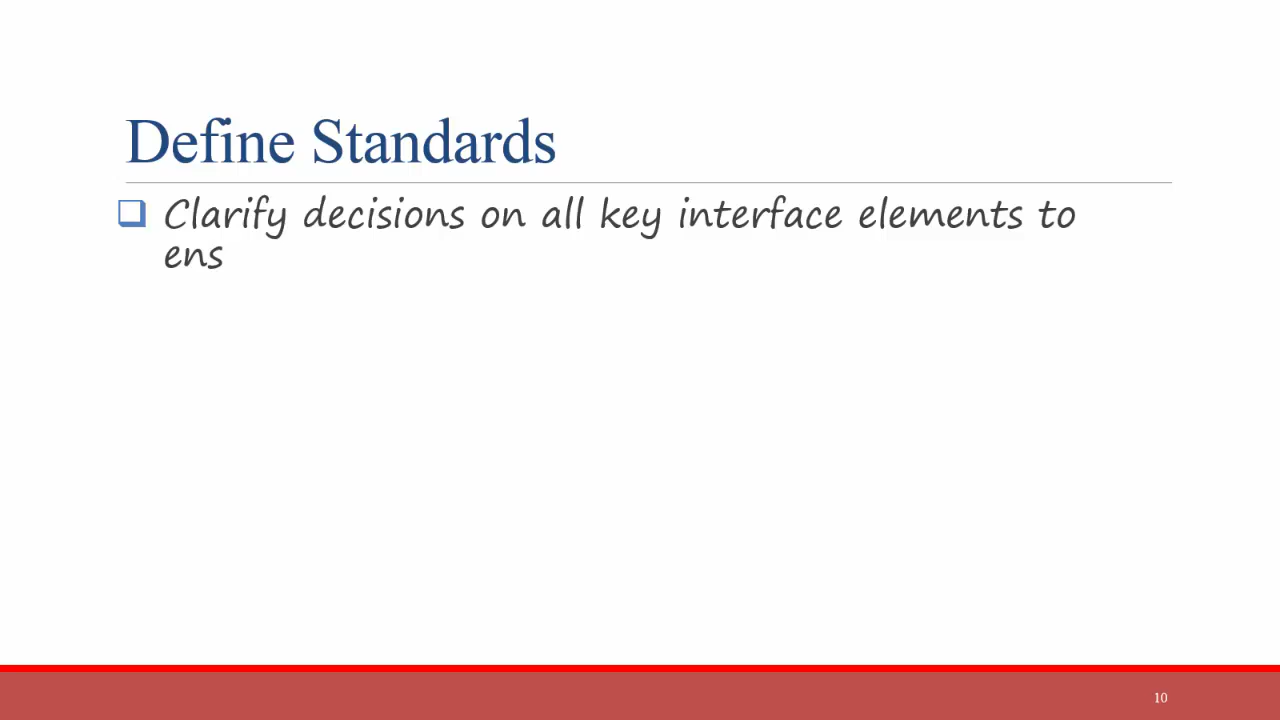 Define Standards
Clarify decisions on all key interface elements to
ens
10